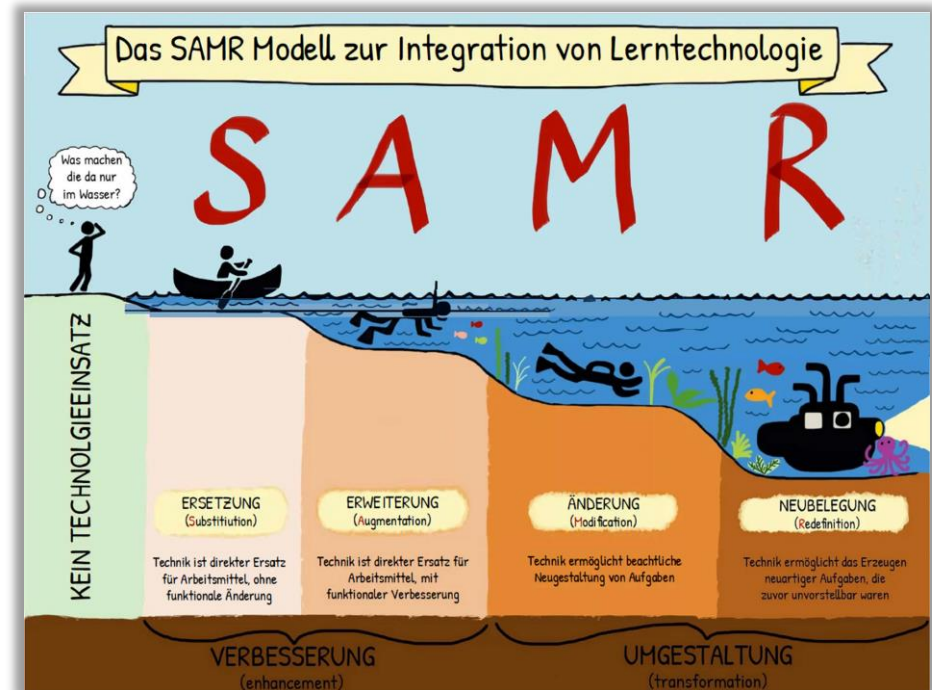 Das SAMR Modell zur Integration von Lerntechnologie
S A M R
Was machen
die da nur
im Wasser?
KEIN TECHNOLGIEEINSATZ
ERSETZUNG
(Substitiution)
Technik ist direkter Ersatz
für Arbeitsmittel, ohne
funktionale Änderung
ERWEITERUNG
(Augmentation)
Technik ist direkter Ersatz für
Arbeitsmittel, mit
funktionaler Verbesserung
ÄNDERUNG
(Modification)
Technik ermöglicht beachtliche
Neugestaltung von Aufgaben
NEUBELEGUNG
(Redefinition)
Technik ermöglicht das Erzeugen
neuartiger Aufgaben, die
zuvor unvorstellbar waren
VERBESSERUNG
(enhancement)
UMGESTALTUNG
(transformation)